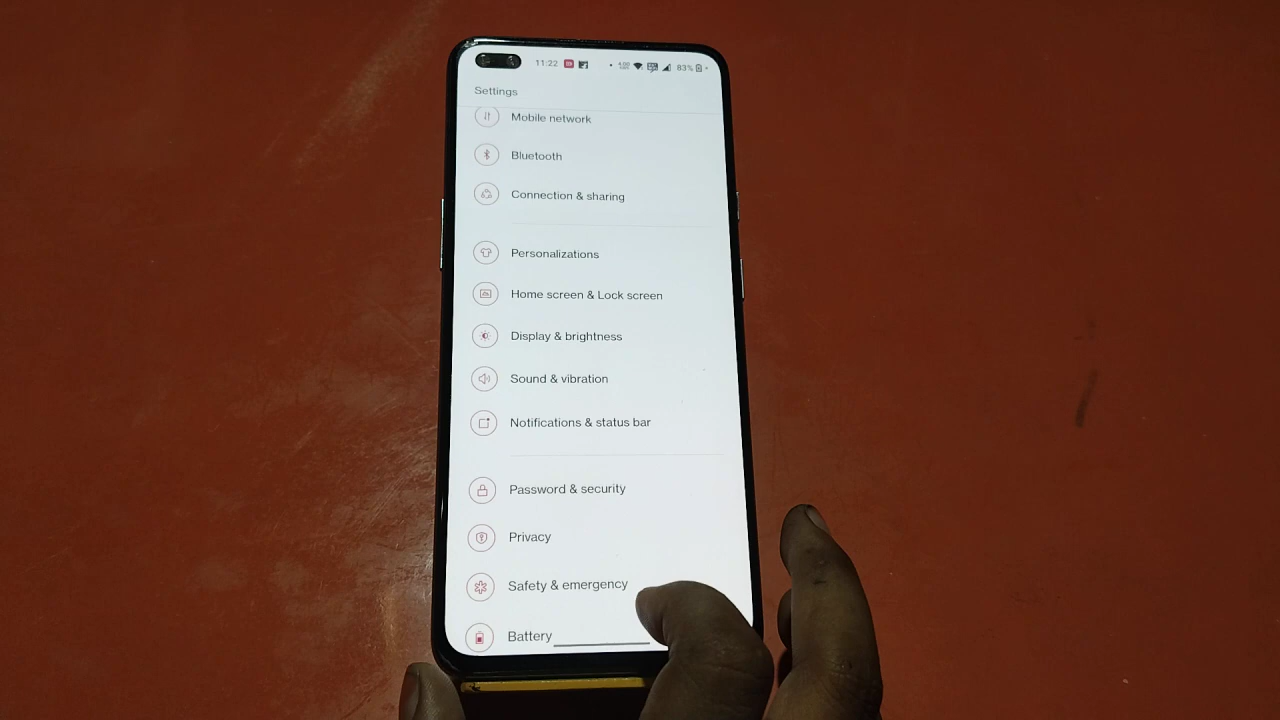 11:22
83%
Settings
Mobile network
Bluetooth
Connection & sharing
Personalizations
Home screen & Lock screen
Display & brightness
Sound & vibration
Notifications & status bar
Password & security
Privacy
Safety & emergency
Battery